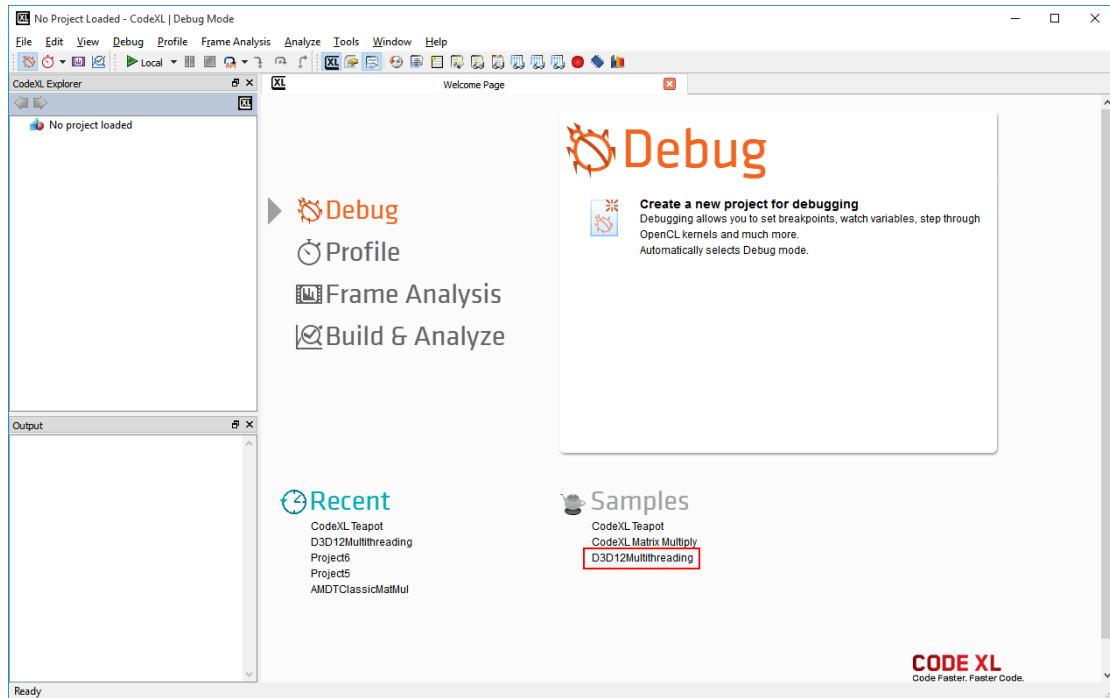 No Project Loaded - CodeXL | Debug Mode
File Edit View Debug Profile Frame Analysis Analyze Tools Window Help
Local
CodeXL Explorer
XL
Welcome Page
No project loaded
Debug
Create a new project for debugging
Debugging allows you to set breakpoints, watch variables, step through
OpenCL kernels and much more.
Automatically selects Debug mode.
Debug
Profile
Frame Analysis
Build & Analyze
Output
Recent
CodeXL Teapot
D3D12Multithreading
Project6
Project5
AMDTClassicMatMul
Samples
CodeXL Teapot
CodeXL Matrix Multiply
D3D12Multithreading
CODE XL
Code Faster. Faster Code.
Ready